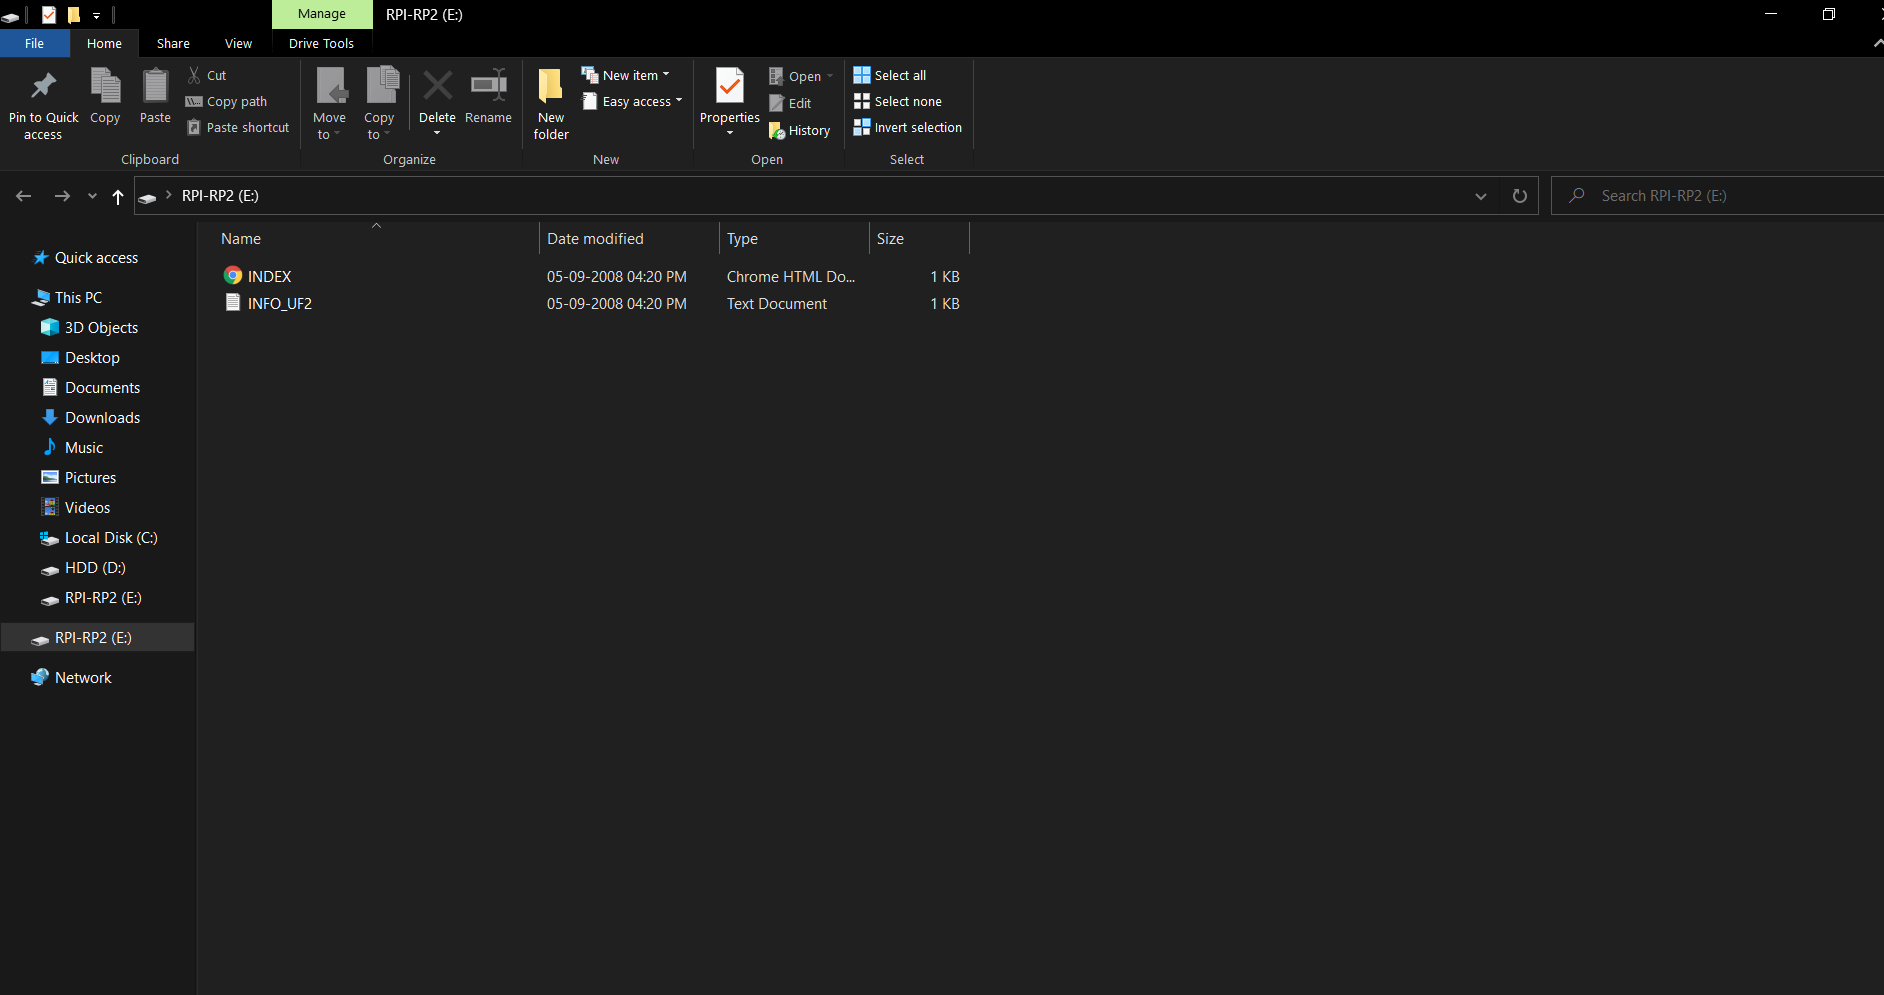 Manage
RPI-RP2 (E:)
File
Home
Share
View
Drive Tools
Pin to Quick access
Copy
Paste
Cut
Copy path
Paste shortcut
Clipboard
Move to
Copy to
Delete
Rename
Organize
New folder
New item
Easy access
New
Properties
Open
Edit
History
Open
Select all
Select none
Invert selection
Select
RPI-RP2 (E:)
Search RPI-RP2 (E:)
Quick access
This PC
3D Objects
Desktop
Documents
Downloads
Music
Pictures
Videos
Local Disk (C:)
HDD (D:)
RPI-RP2 (E:)
RPI-RP2 (E:)
Network
Name Date modified Type Size
INDEX 05-09-2008 04:20 PM Chrome HTML Do... 1 KB
INFO_UF2 05-09-2008 04:20 PM Text Document 1 KB